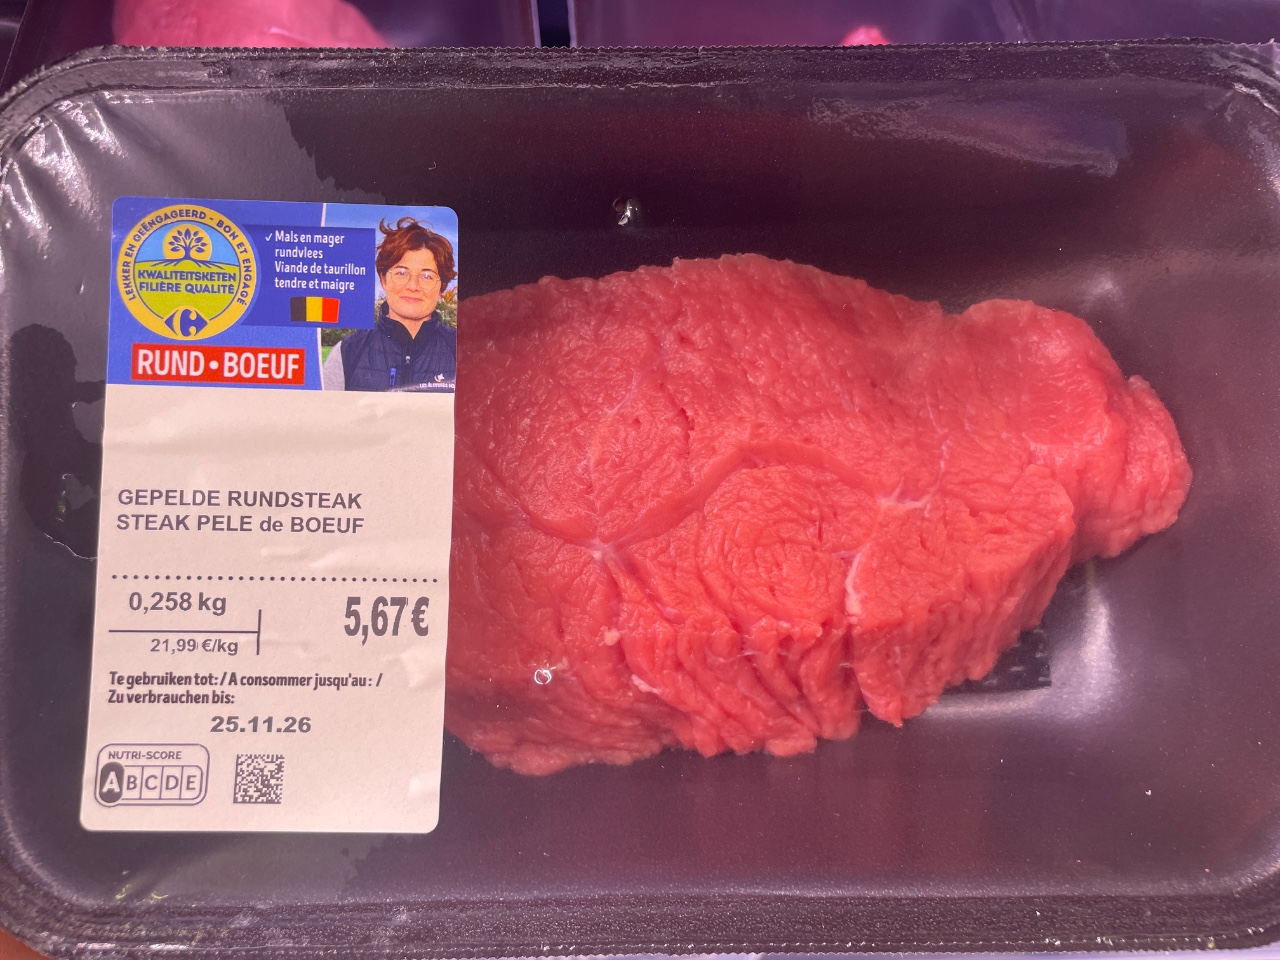 LEKKER EN GEËNGAGEERD - BON ET ENGAGÉ
KWALITEITSKETEN
FILIÈRE QUALITÉ
✓ Mals en mager
rundvlees
Viande de taurillon
tendre et maigre
RUND • BOEUF
GEPELDE RUNDSTEAK
STEAK PELE de BOEUF
0,258 kg
5,67 €
21,99 €/kg
Te gebruiken tot: / A consommer jusqu'au : /
Zu verbrauchen bis:
25.11.26
NUTRI-SCORE
A B C D E